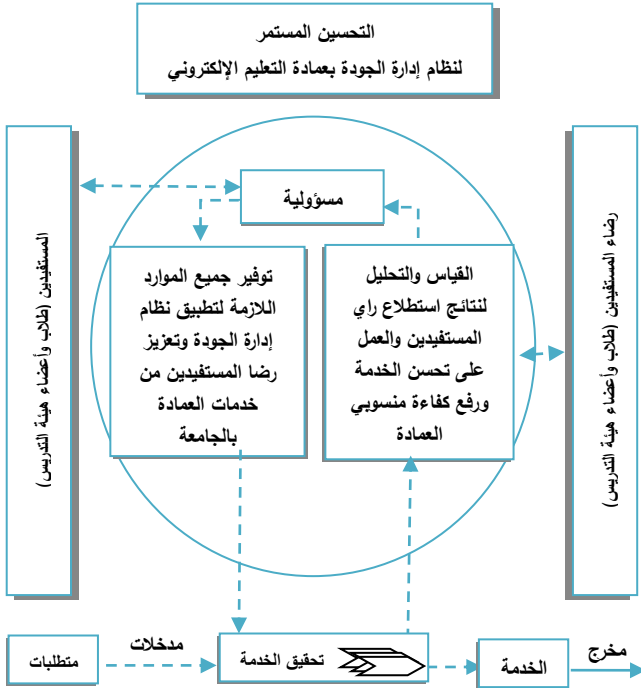 التحسين المستمر
لنظام إدارة الجودة بعمادة التعليم الإلكتروني
رضاء المستفيدين (طلاب وأعضاء هيئة التدريس)
المستفيدين (طلاب وأعضاء هيئة التدريس)
مسؤولية
القياس والتحليل
لنتائج استطلاع راي
المستفيدين والعمل
على تحسن الخدمة
ورفع كفاءة منسوبي
العمادة
توفير جميع الموارد
اللازمة لتطبيق نظام
إدارة الجودة وتعزيز
رضا المستفيدين من
خدمات العمادة
بالجامعة
متطلبات
مدخلات
تحقيق الخدمة
الخدمة
مخرج